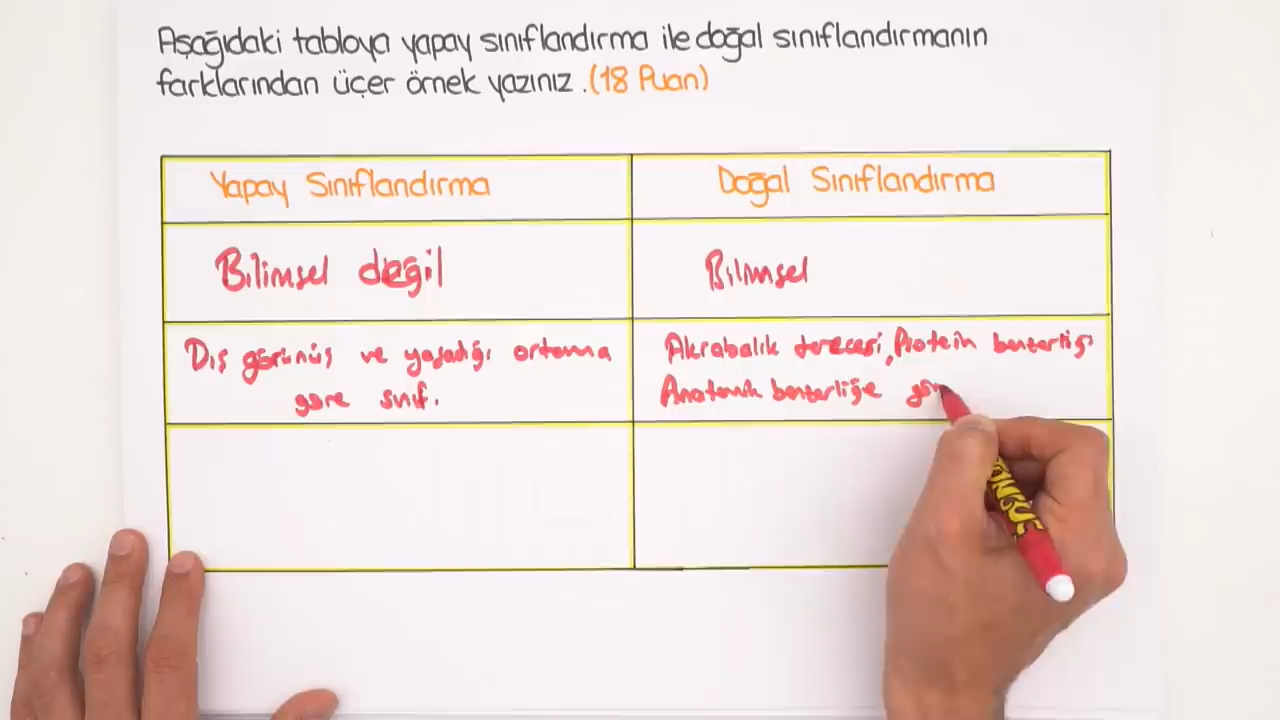 Aşağıdaki tabloya yapay sınıflandırma ile doğal sınıflandırmanın
farklarından üçer örnek yazınız. (18 Puan)
Yapay Sınıflandırma
Doğal Sınıflandırma
Bilimsel değil
Bilimsel
Dış görünüş ve yaşadığı ortama
göre sınıf.
Akrabalık derecesi, Protein benzerliği
Anatomik benzerliğe